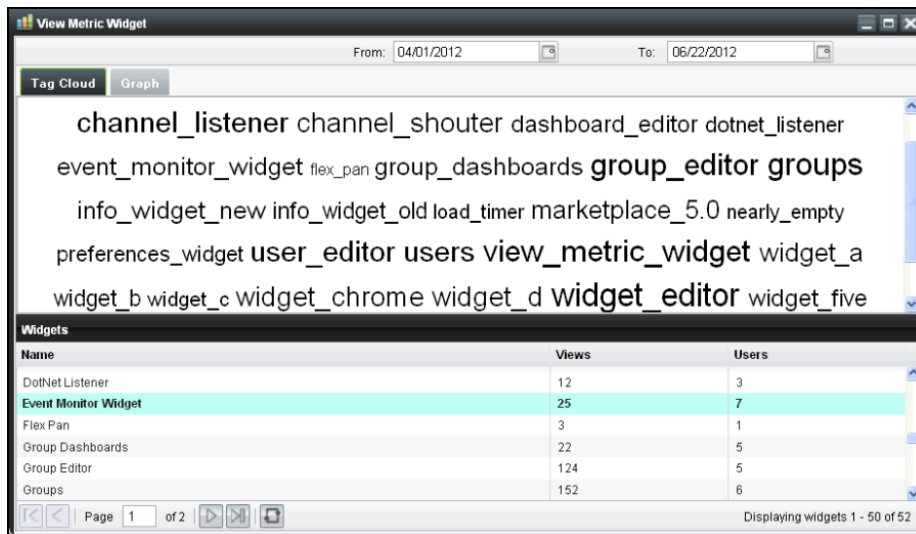 View Metric Widget
From: 04/01/2012 To: 06/22/2012
Tag Cloud Graph
channel_listener channel_shouter dashboard_editor dotnet_listener
event_monitor_widget flex_pan group_dashboards group_editor groups
info_widget_new info_widget_old load_timer marketplace_5.0 nearly_empty
preferences_widget user_editor users view_metric_widget widget_a
widget_b widget_c widget_chrome widget_d widget_editor widget_five
Widgets
Name Views Users
DotNet Listener 12 3
Event Monitor Widget 25 7
Flex Pan 3 1
Group Dashboards 22 5
Group Editor 124 5
Groups 152 6
Page 1 of 2 Displaying widgets 1 - 50 of 52